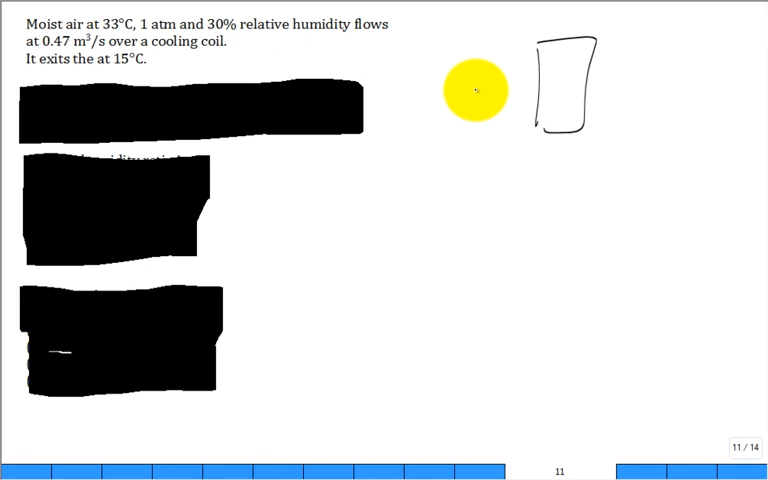 Moist air at 33°C, 1 atm and 30% relative humidity flows
at 0.47 m³/s over a cooling coil.
It exits the at 15°C.
11 / 14
11